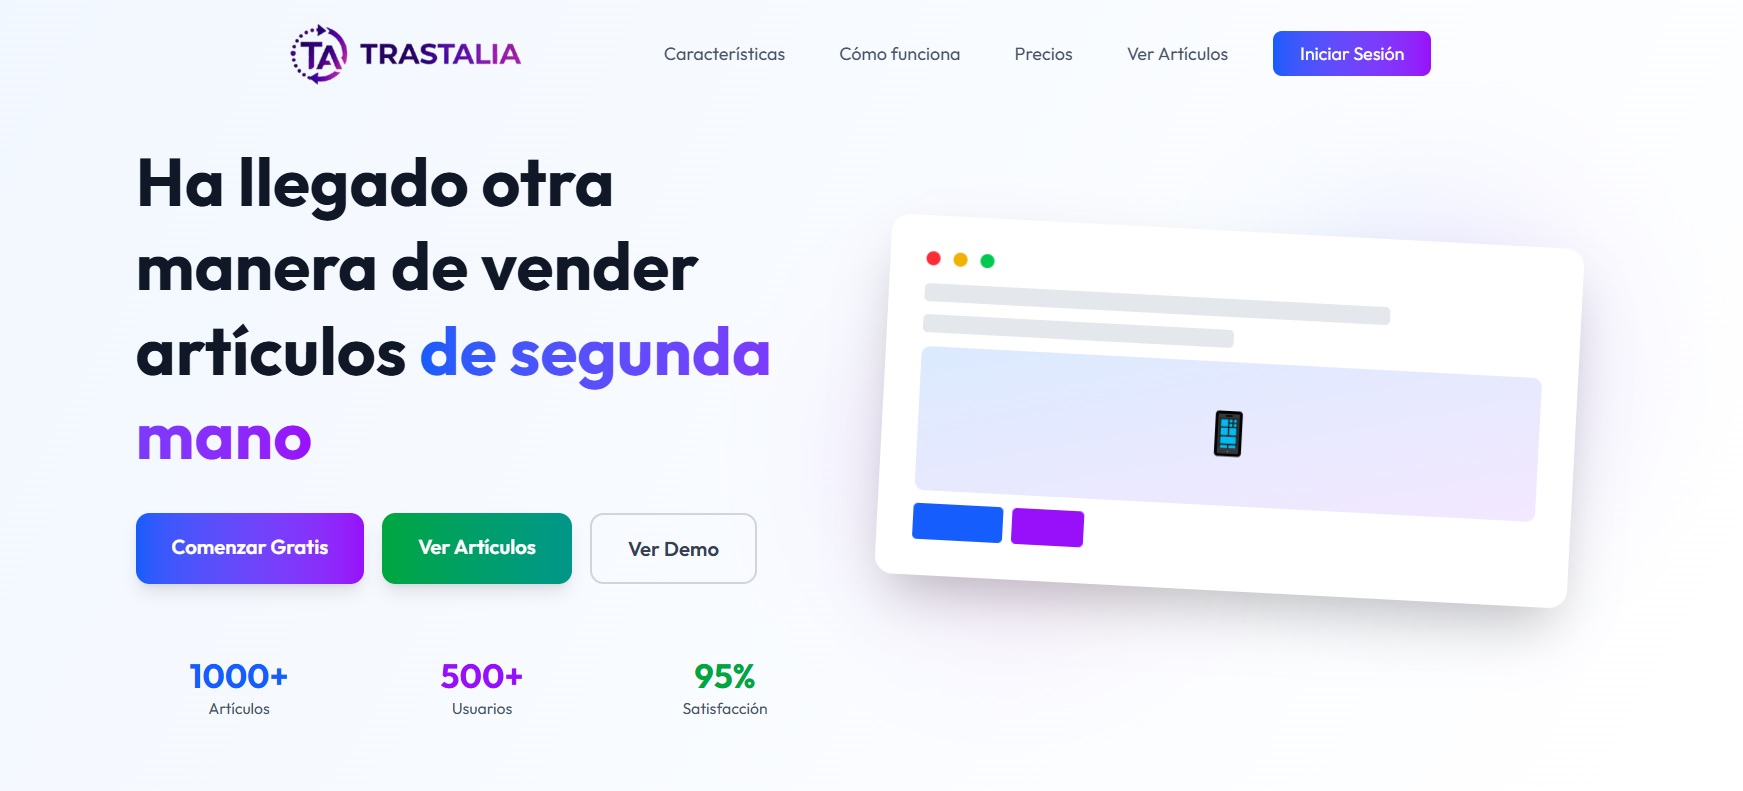 TA TRASTALIA
Características
Cómo funciona
Precios
Ver Artículos
Iniciar Sesión
Ha llegado otra
manera de vender
artículos de segunda
mano
Comenzar Gratis
Ver Artículos
Ver Demo
1000+
Artículos
500+
Usuarios
95%
Satisfacción